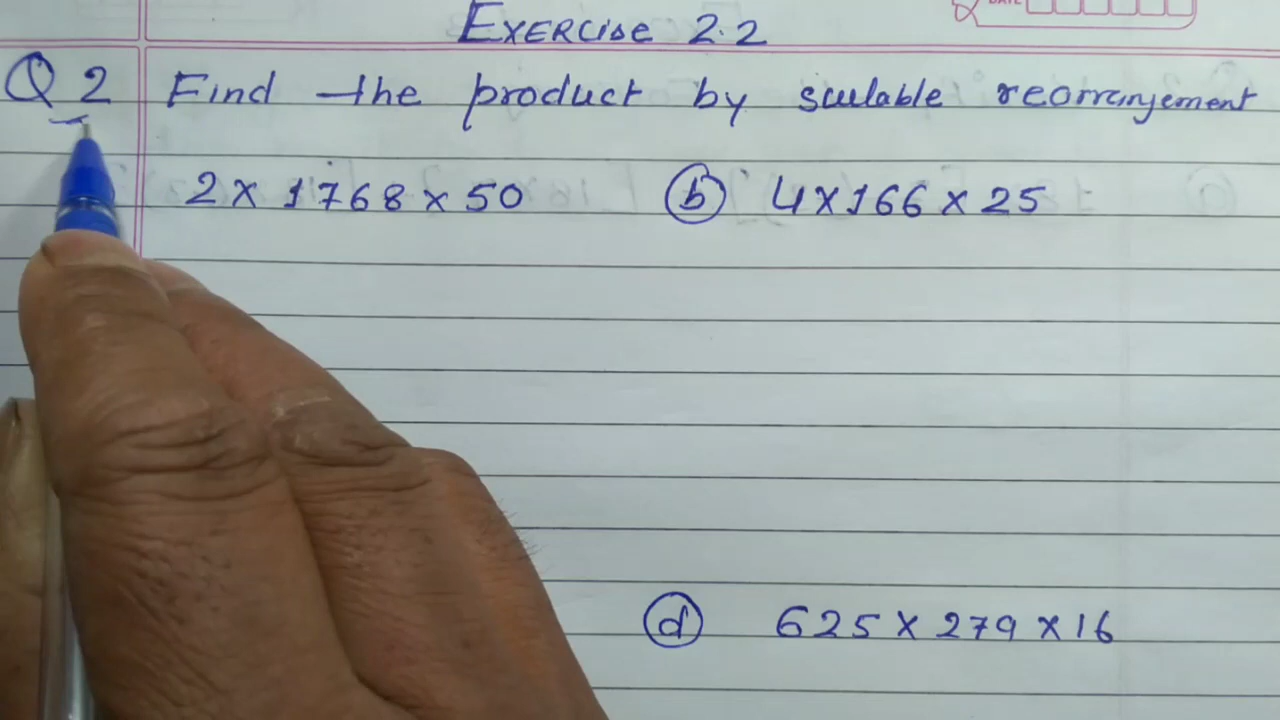 DATE
EXERCISE 2.2
Q 2 Find the product by suitable rearrangement
2 x 1768 x 50 (b) 4 x 166 x 25
(d) 625 x 279 x 16